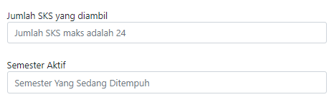 Jumlah SKS yang diambil
Jumlah SKS maks adalah 24
Semester Aktif
Semester Yang Sedang Ditempuh